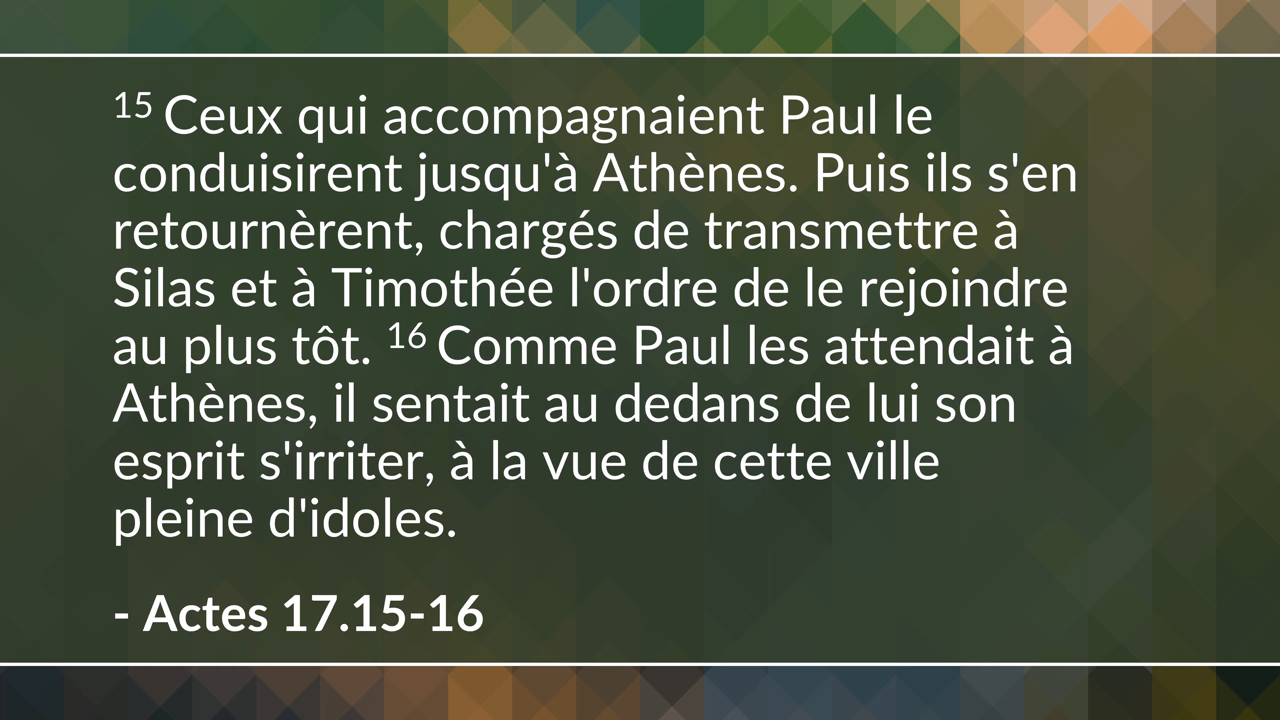 15 Ceux qui accompagnaient Paul le
conduisirent jusqu'à Athènes. Puis ils s'en
retournèrent, chargés de transmettre à
Silas et à Timothée l'ordre de le rejoindre
au plus tôt. 16 Comme Paul les attendait à
Athènes, il sentait au dedans de lui son
esprit s'irriter, à la vue de cette ville
pleine d'idoles.
- Actes 17.15-16